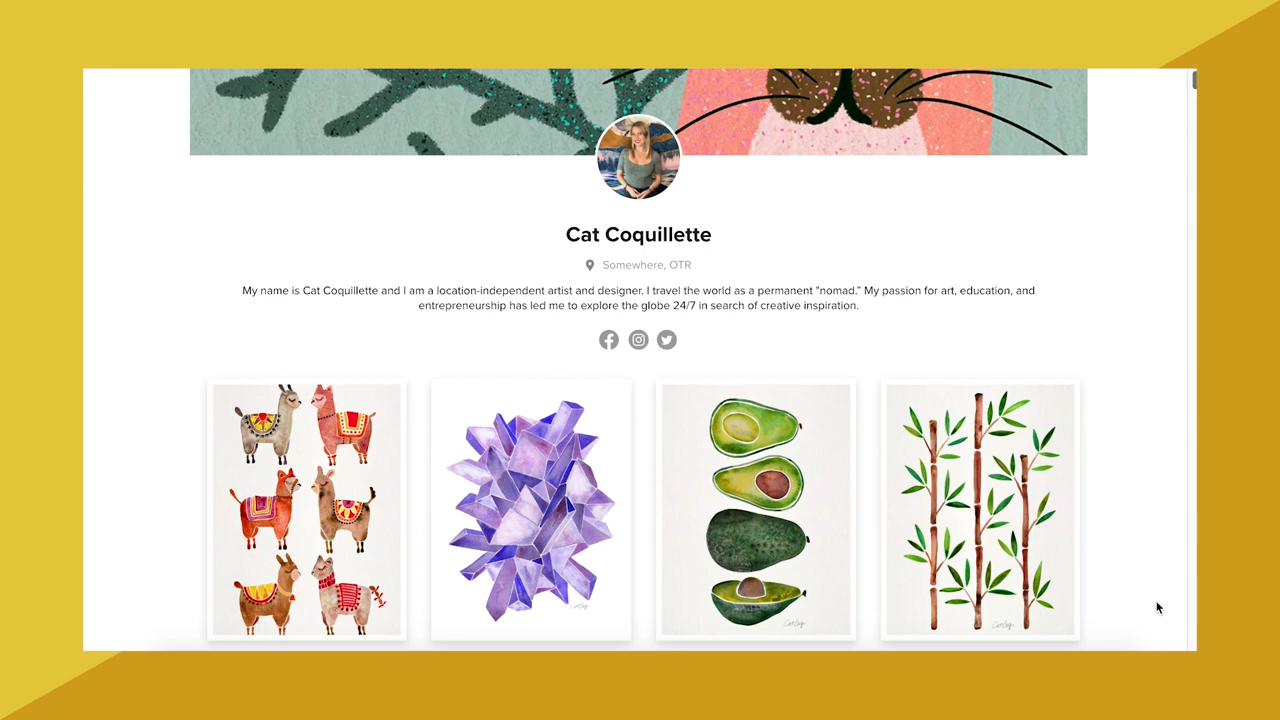 Cat Coquillette
Somewhere, OTR
My name is Cat Coquillette and I am a location-independent artist and designer. I travel the world as a permanent "nomad." My passion for art, education, and
entrepreneurship has led me to explore the globe 24/7 in search of creative inspiration.